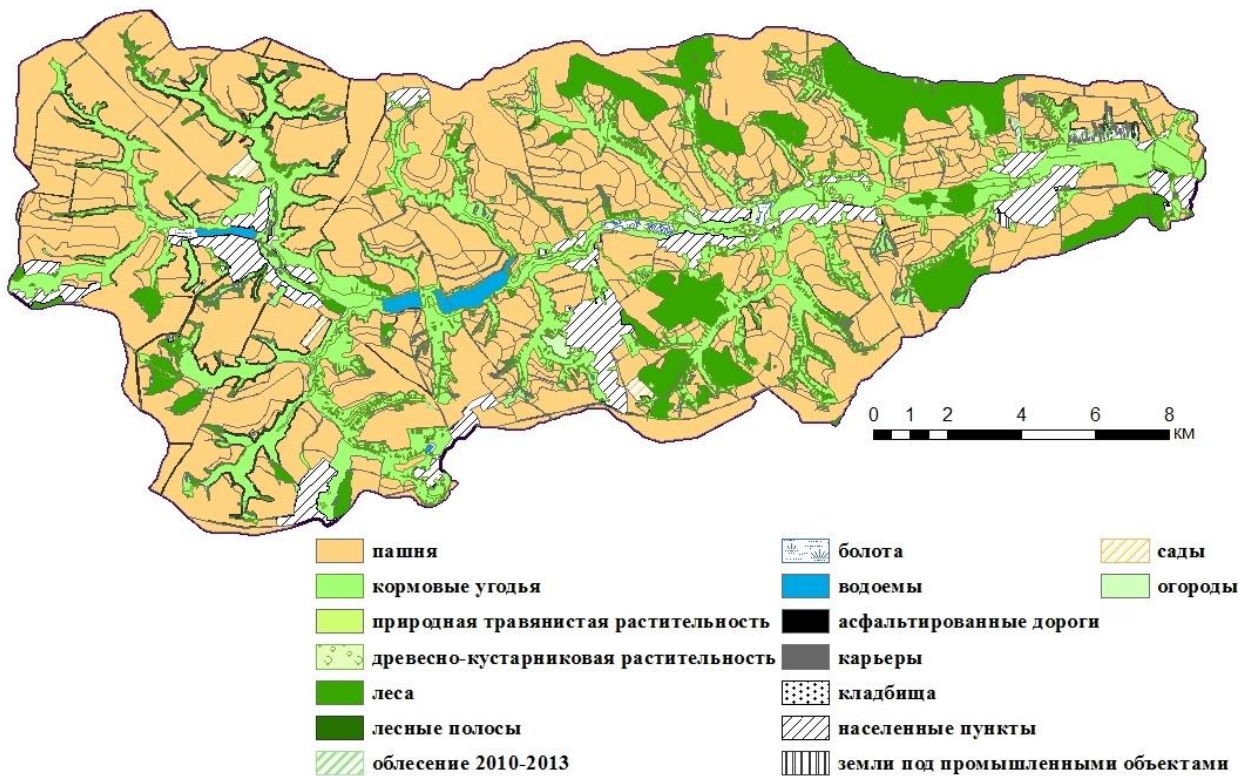 0 1 2 4 6 8
км
пашня
кормовые угодья
природная травянистая растительность
древесно-кустарниковая растительность
леса
лесные полосы
облесение 2010-2013
болота
водоемы
асфальтированные дороги
карьеры
кладбища
населенные пункты
земли под промышленными объектами
сады
огороды